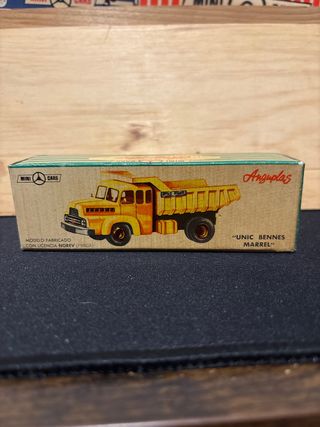 MINI CARS
Anguplas
MODELO FABRICADO
CON LICENCIA NOREV
"UNIC BENNES
MARREL"